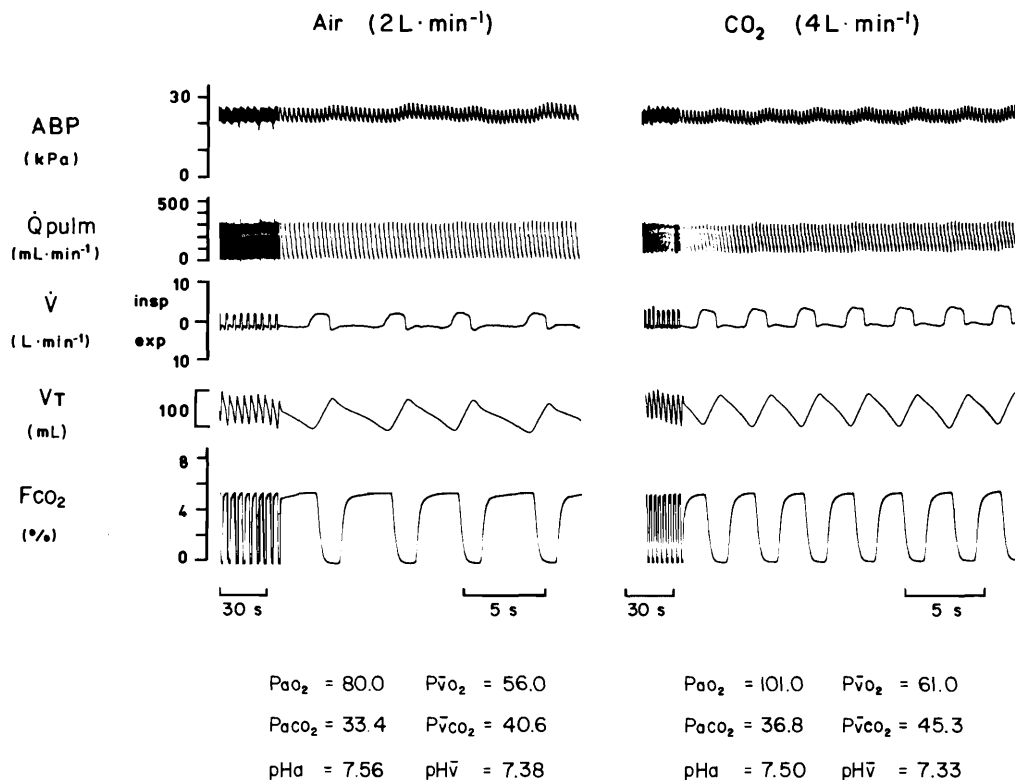 Air (2 L · min⁻¹)
CO₂ (4 L · min⁻¹)
ABP
(kPa)
30
0
Q̇pulm
(mL·min⁻¹)
500
0
V̇
(L·min⁻¹)
10
insp
0
exp
10
VT
(mL)
100
FCO₂
(%)
8
4
0
30 s
5 s
30 s
5 s
PaO₂ = 80.0 Pv̄O₂ = 56.0
PaCO₂ = 33.4 Pv̄CO₂ = 40.6
pHa = 7.56 pHv̄ = 7.38
PaO₂ = 101.0 Pv̄O₂ = 61.0
PaCO₂ = 36.8 Pv̄CO₂ = 45.3
pHa = 7.50 pHv̄ = 7.33